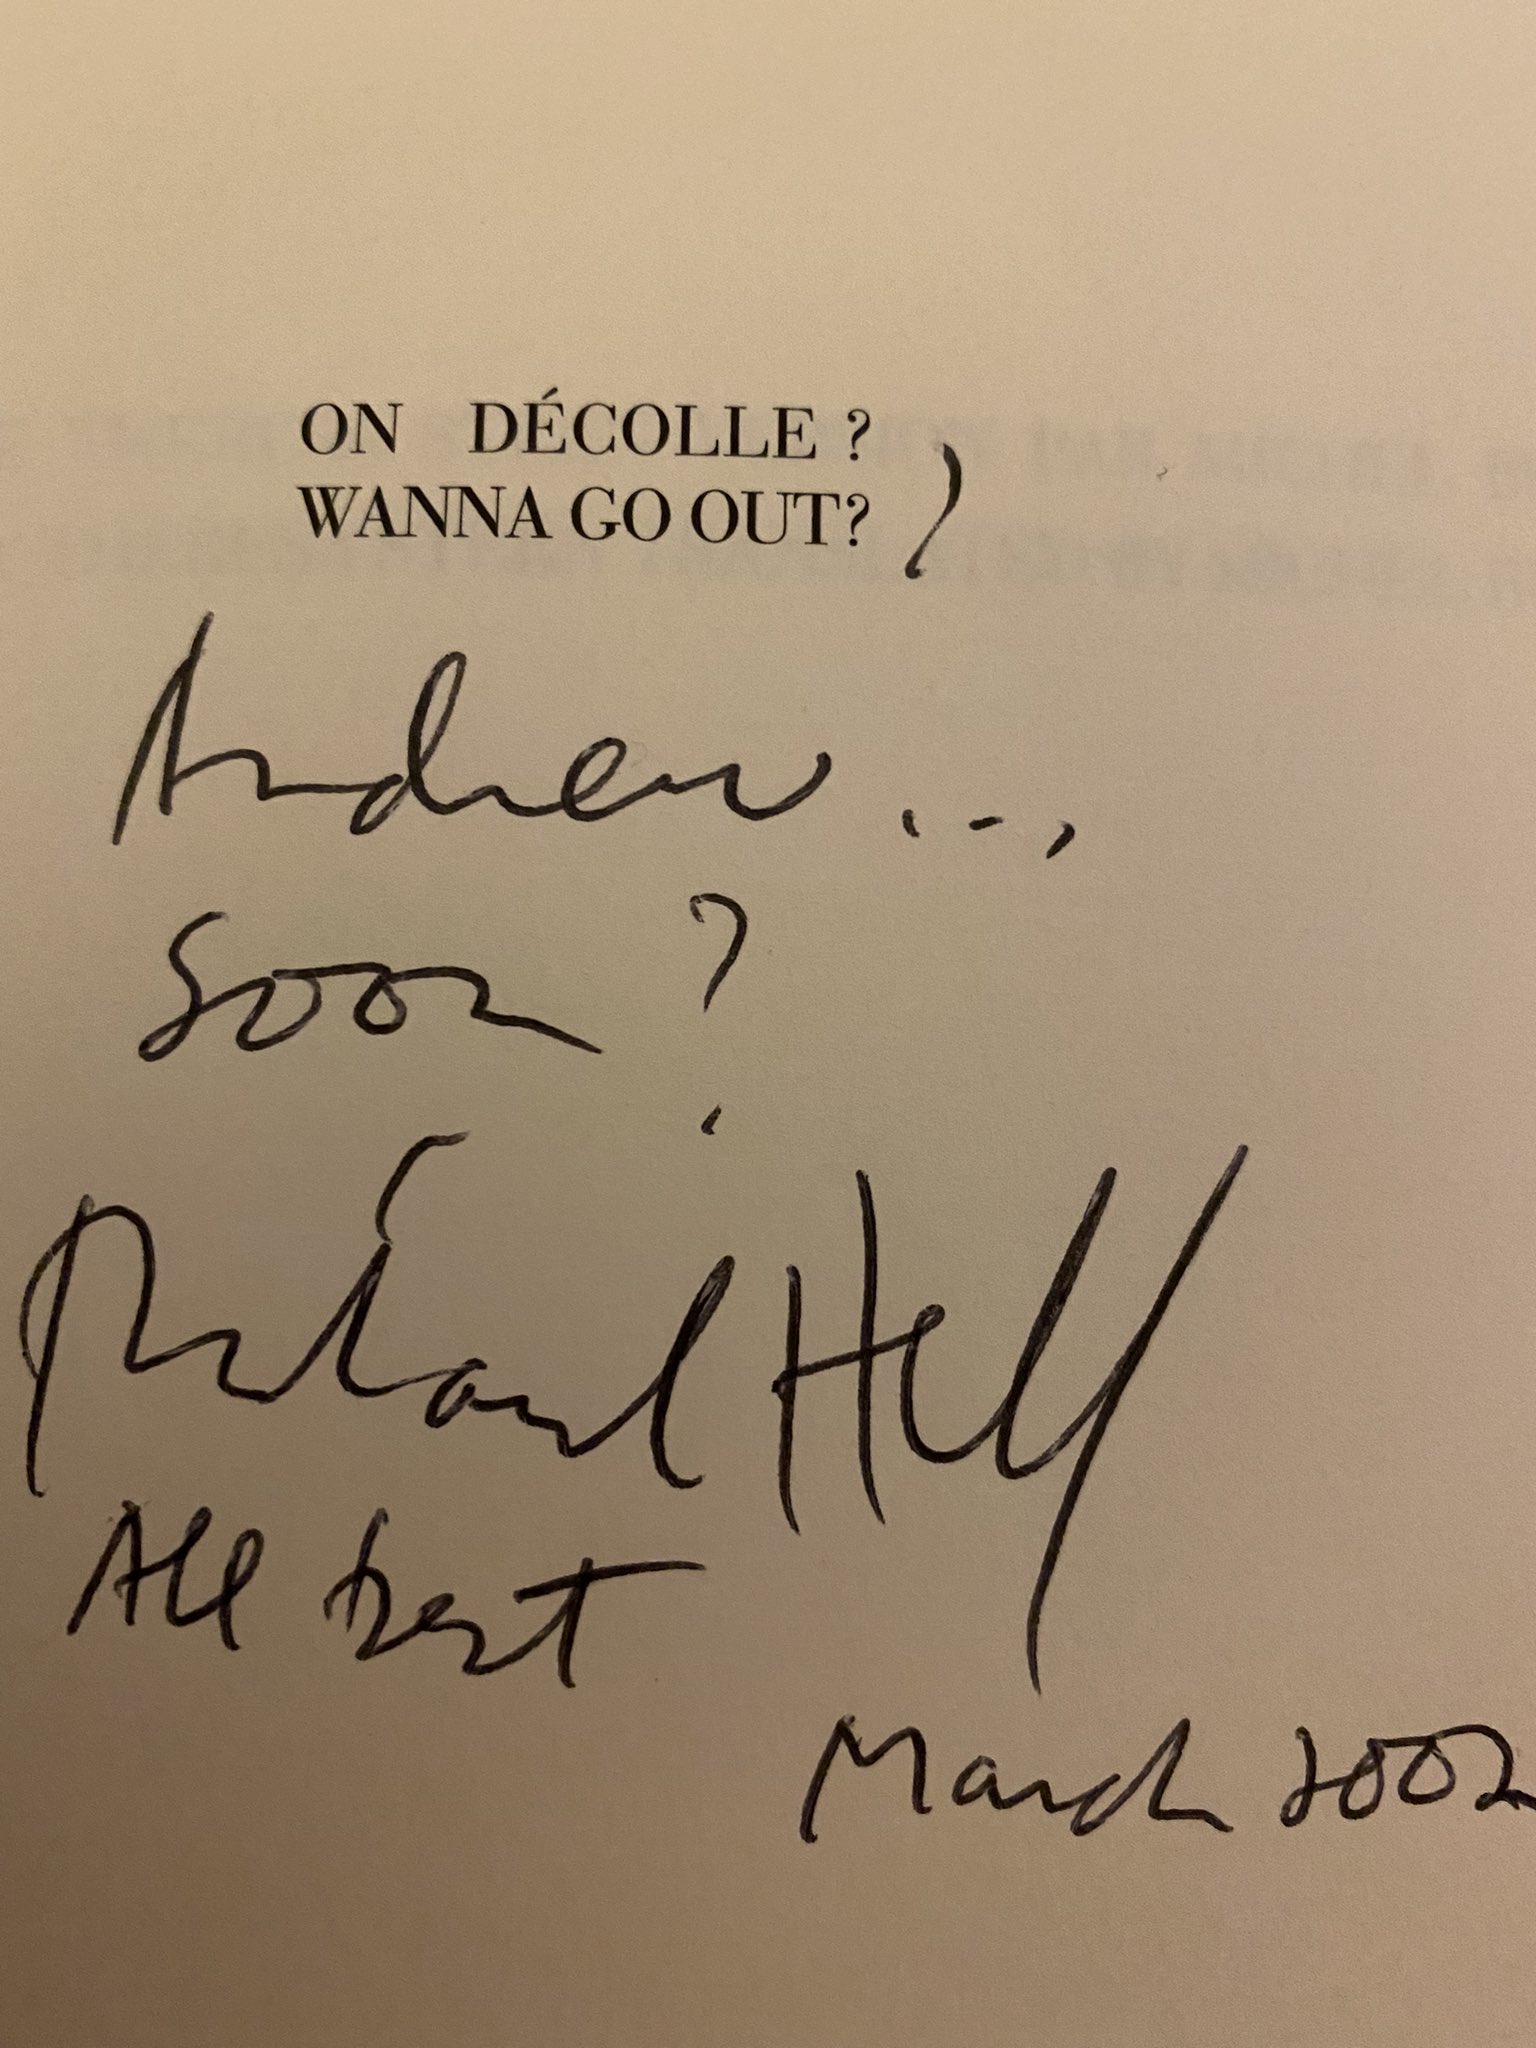 ON DÉCOLLE ?
WANNA GO OUT? ,
Andrew...
Soon?
Richard Hell
All best
March 2002